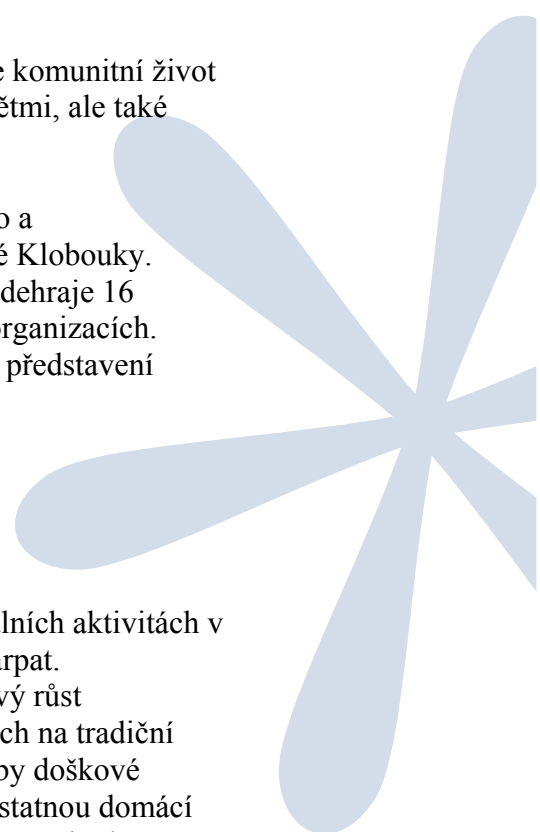 komunitní život
ětmi, ale také
o a
é Klobouky.
dehraje 16
organizacích.
představení
lních aktivitách v
arpat.
vý růst
ch na tradiční
by doškové
statnou domácí